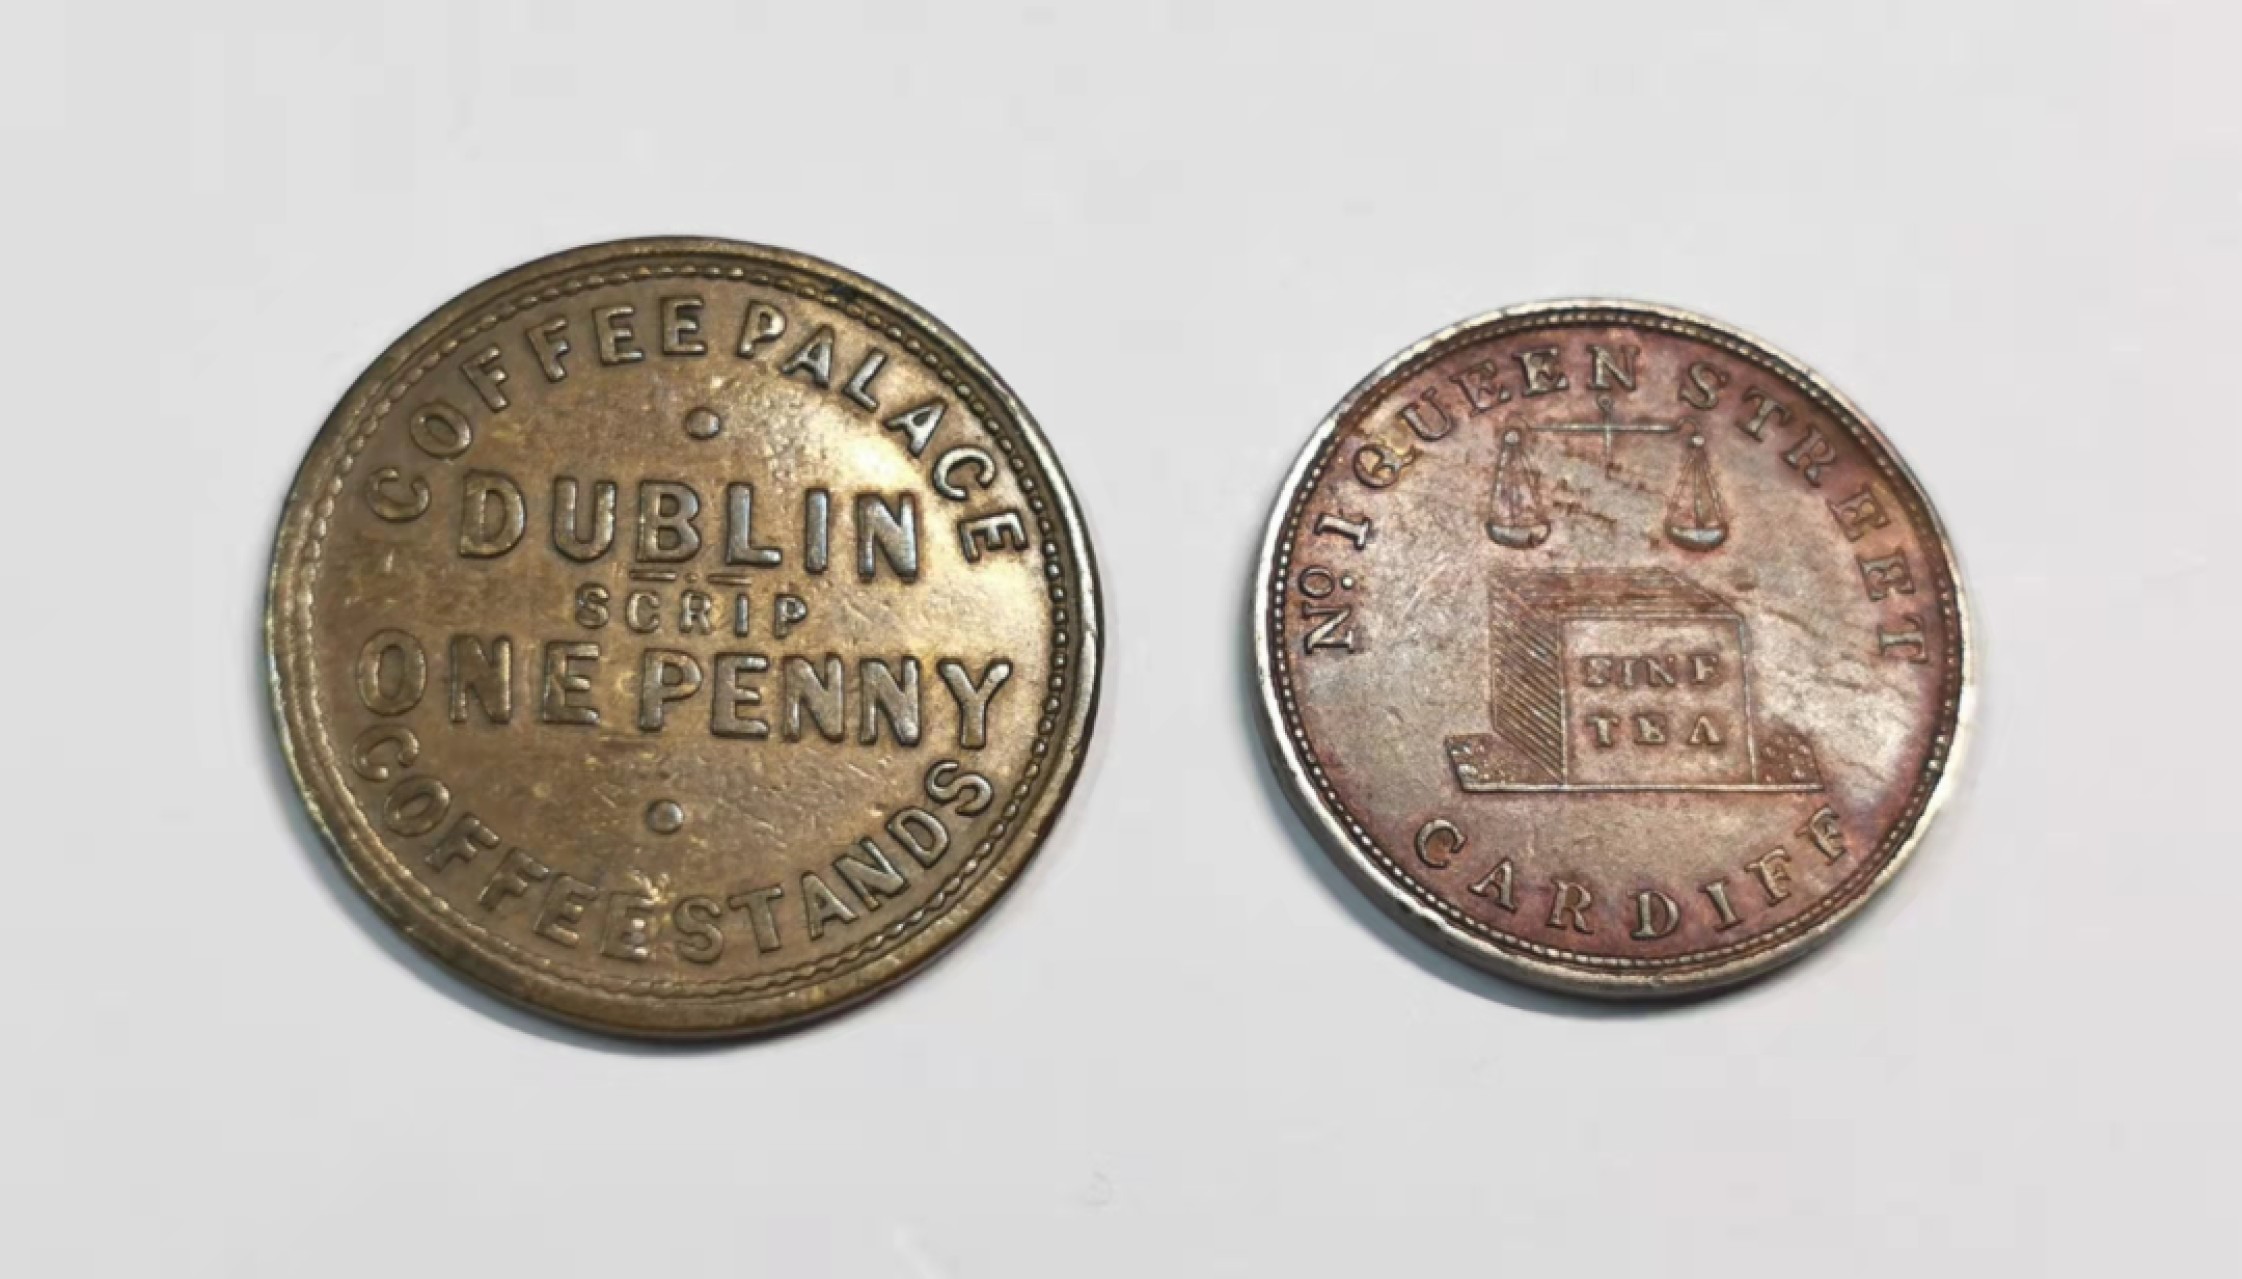 COFFEE PALACE
DUBLIN
SCRIP
ONE PENNY
COFFEE STANDS
No. 1 QUEEN STREET
FINE
TEA
CARDIFF